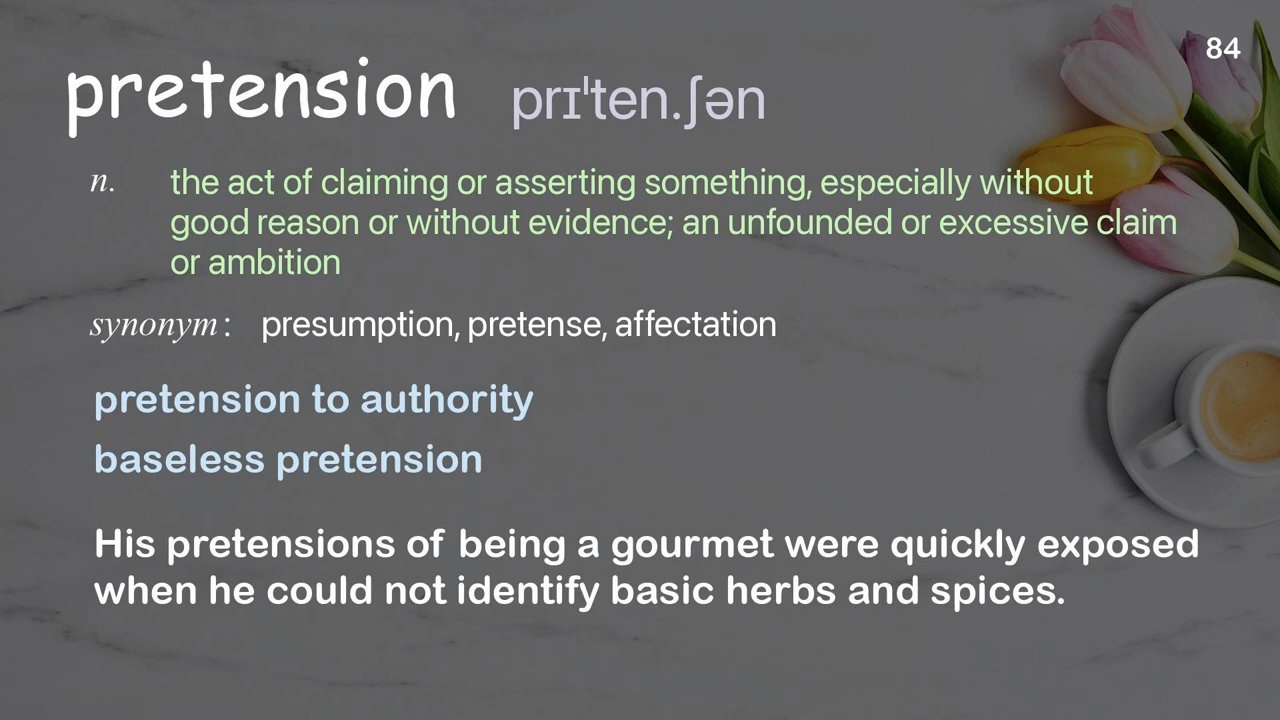 84
pretension prɪˈten.ʃən
n. the act of claiming or asserting something, especially without
good reason or without evidence; an unfounded or excessive claim
or ambition
synonym: presumption, pretense, affectation
pretension to authority
baseless pretension
His pretensions of being a gourmet were quickly exposed
when he could not identify basic herbs and spices.